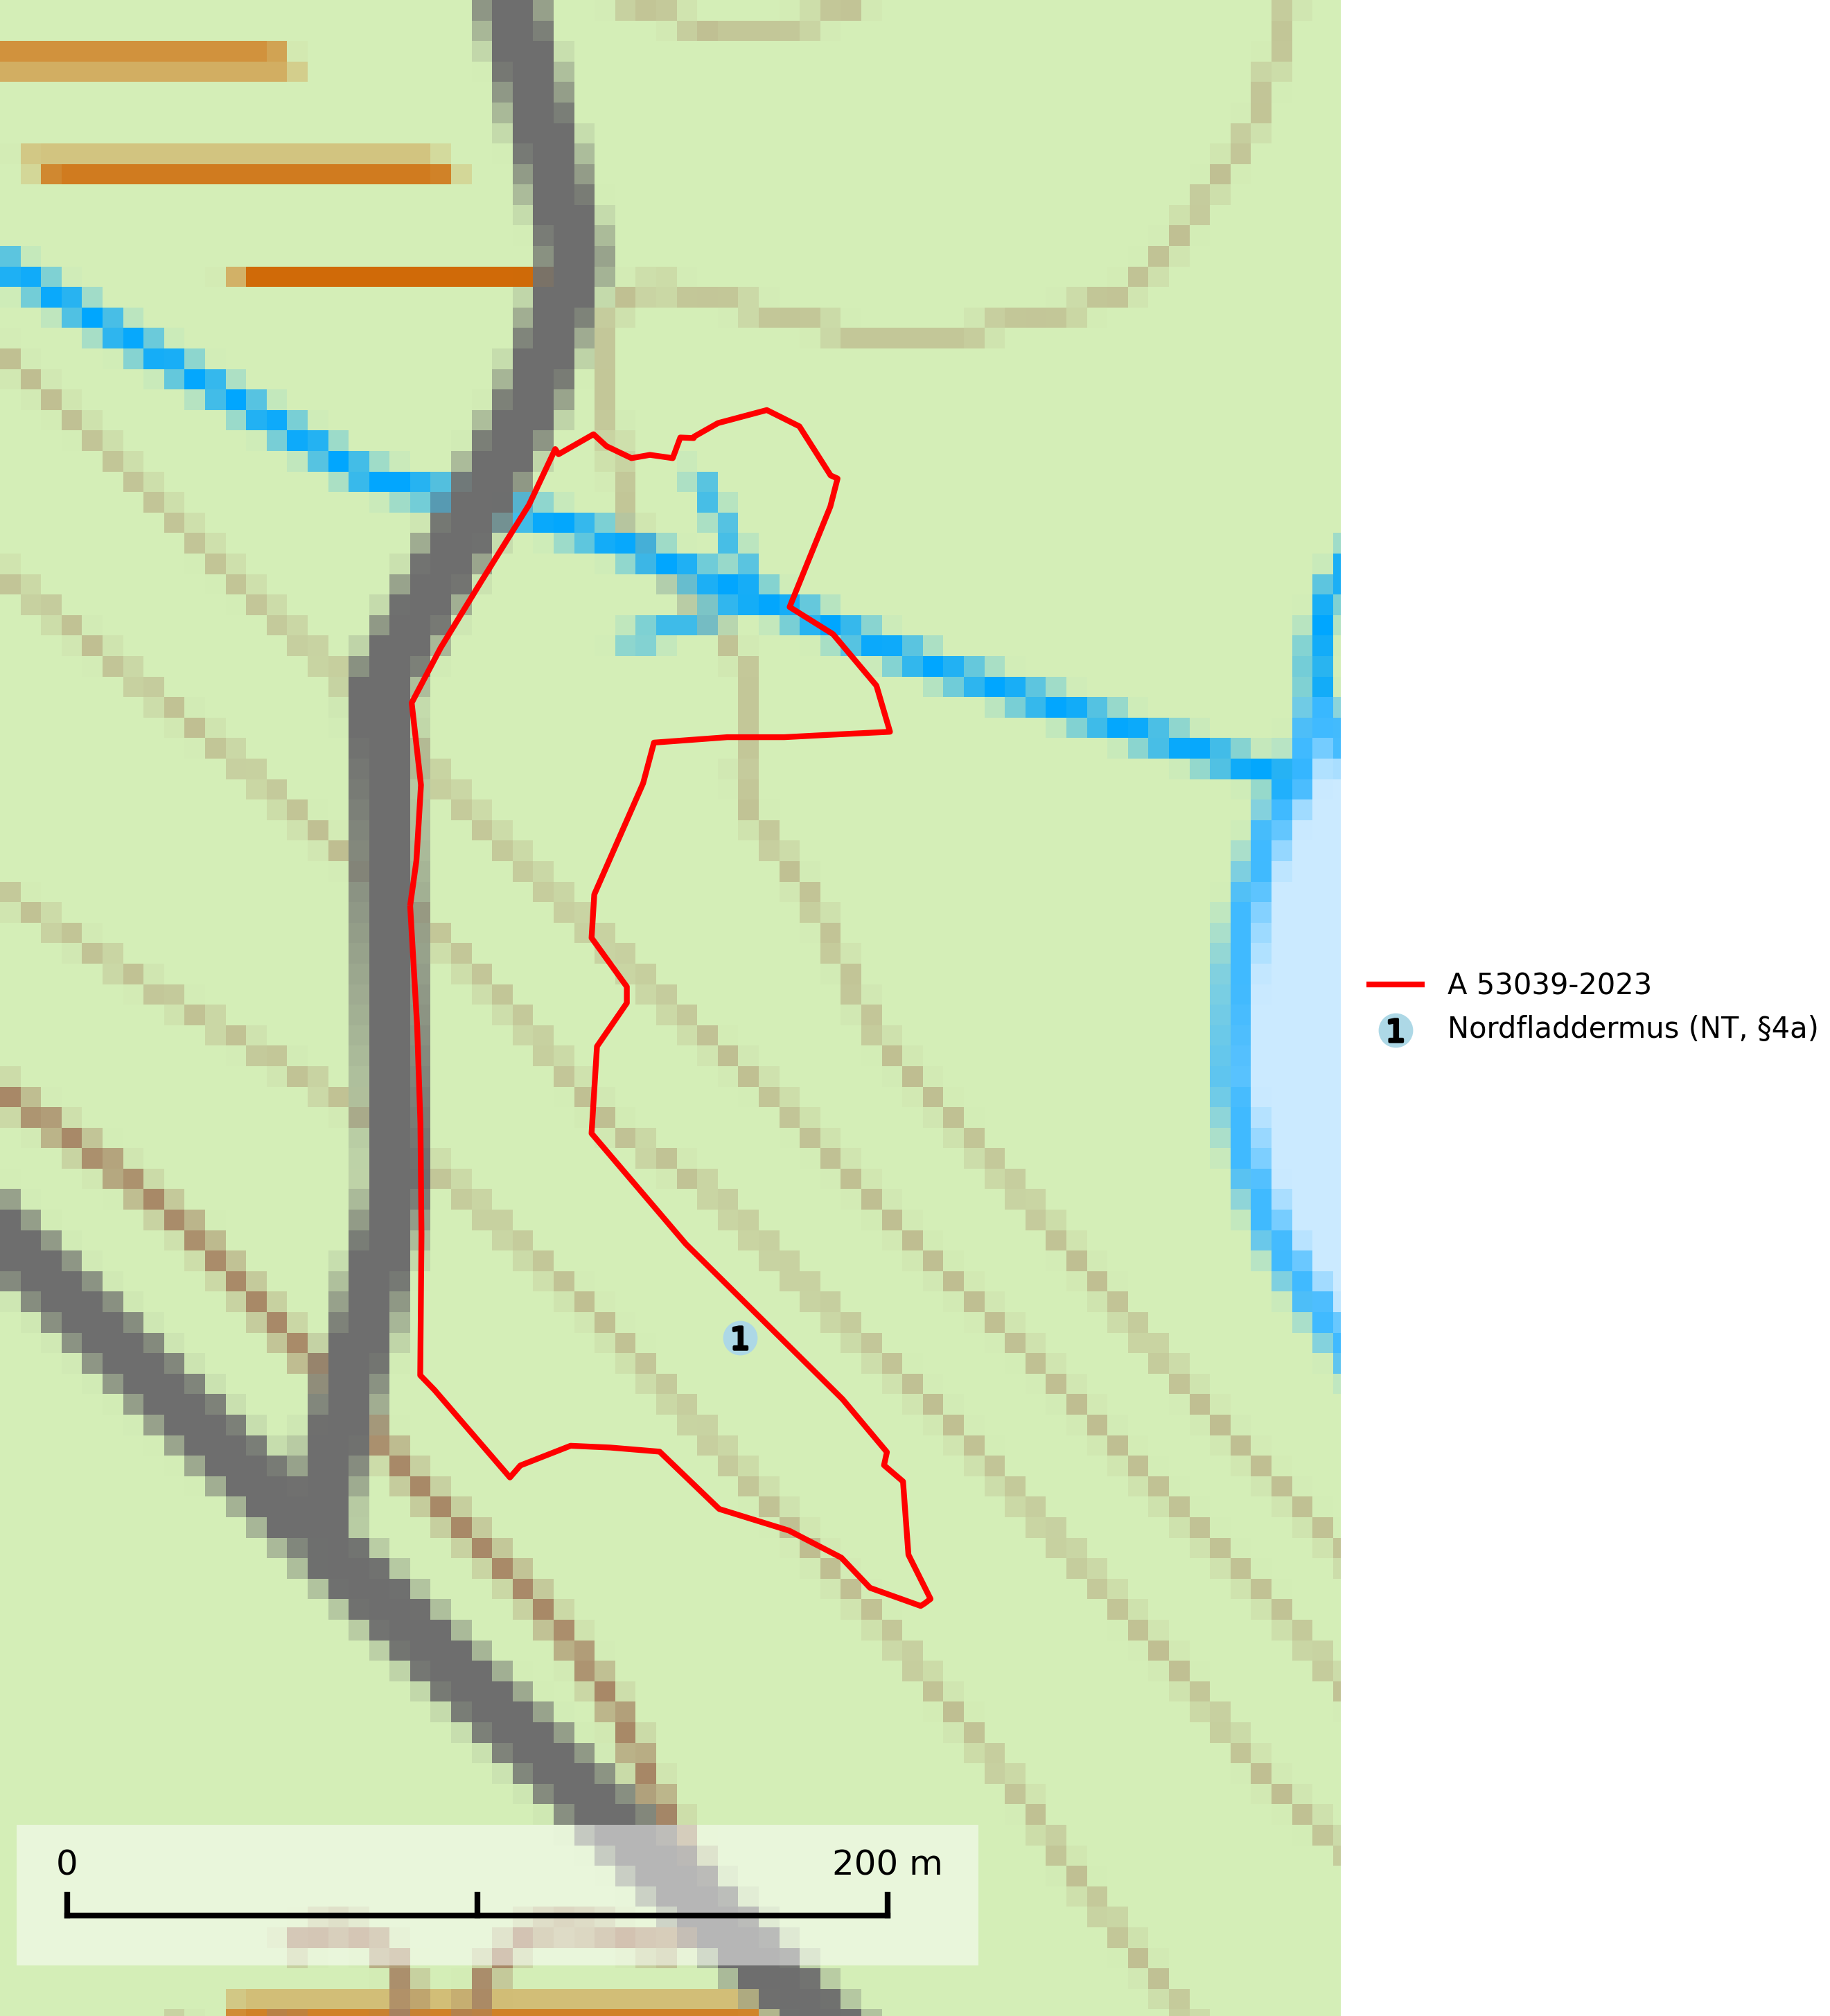 A 53039-2023
1 Nordfladdermus (NT, §4a)
1
0 200 m